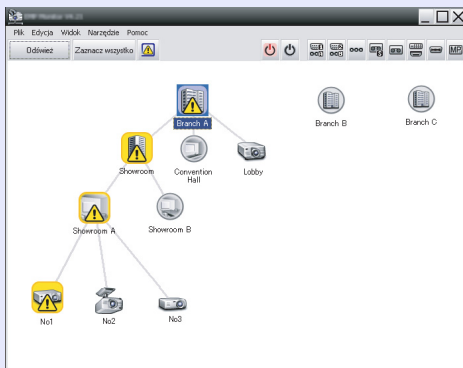 Plik Edycja Widok Narzędzie Pomoc
Odśwież Zaznacz wszystko
MP
Branch A Branch B Branch C
Showroom Convention Hall Lobby
Showroom A Showroom B
No1 No2 No3